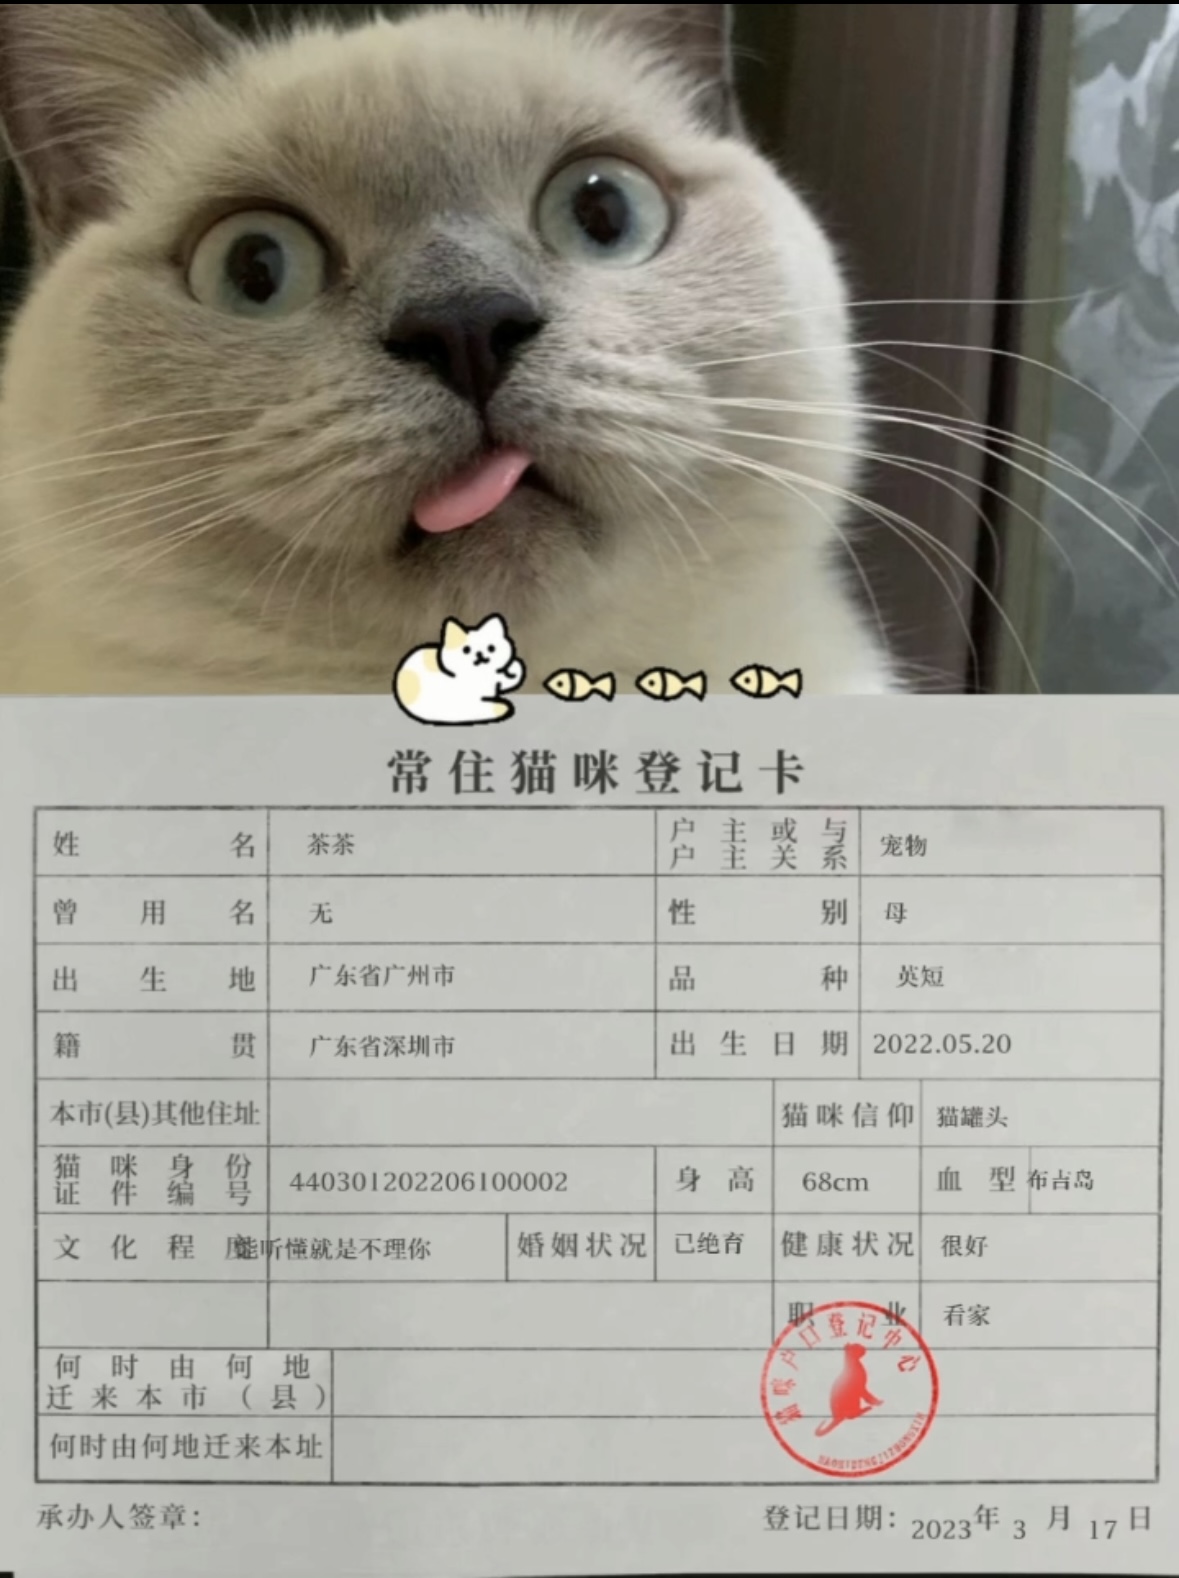 常住猫咪登记卡
姓名 茶茶 户主或与户主关系 宠物
曾用名 无 性别 母
出生地 广东省广州市 品种 英短
籍贯 广东省深圳市 出生日期 2022.05.20
本市(县)其他住址 猫咪信仰 猫罐头
猫咪身份证件编号 440301202206100002 身高 68cm 血型 布吉岛
文化程度 能听懂就是不理你 婚姻状况 已绝育 健康状况 很好
职业 看家
猫咪户口登记中心
何时由何地迁来本市(县)
何时由何地迁来本址
承办人签章: 登记日期: 2023年3月17日